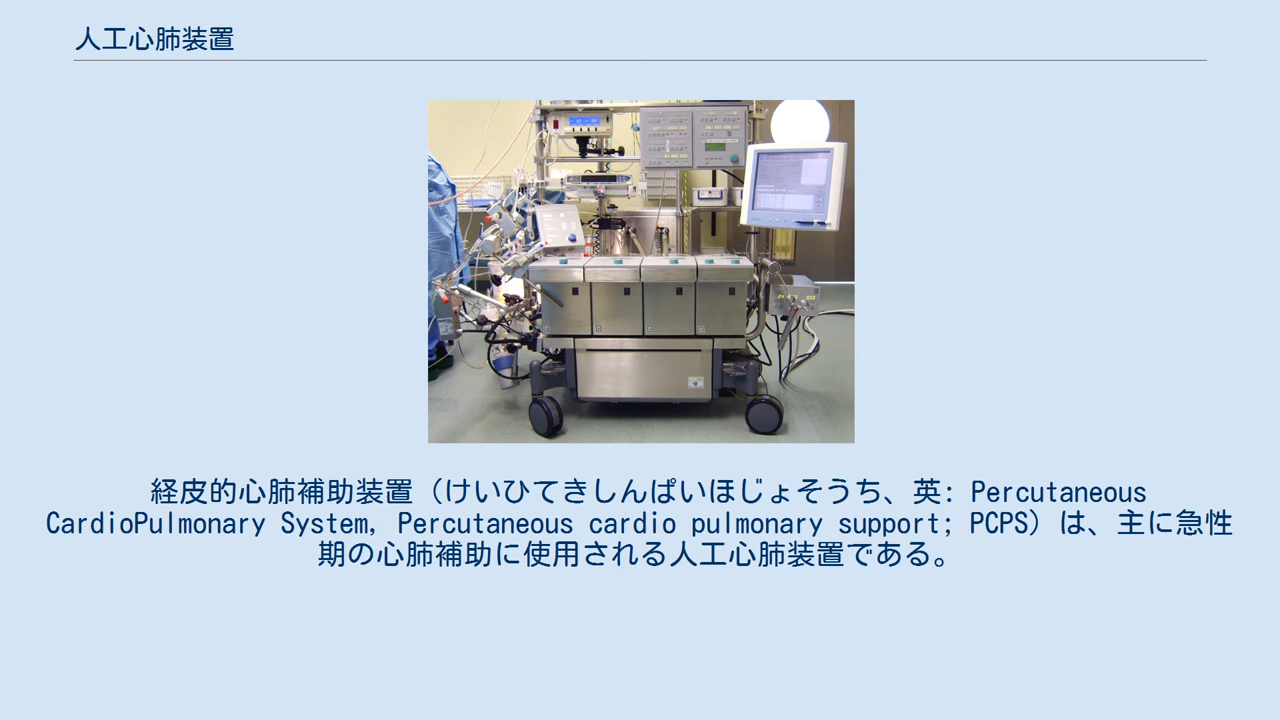 人工心肺装置
経皮的心肺補助装置（けいひてきしんぱいほじょそうち、英: Percutaneous
CardioPulmonary System, Percutaneous cardio pulmonary support; PCPS）は、主に急性
期の心肺補助に使用される人工心肺装置である。